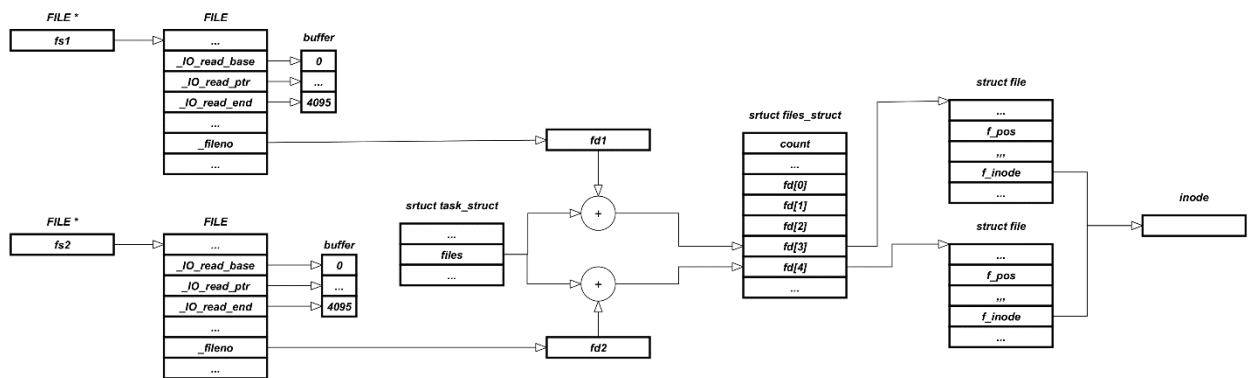 FILE *
fs1
FILE
...
_IO_read_base
_IO_read_ptr
_IO_read_end
...
_fileno
...
buffer
0
...
4095
fd1
FILE *
fs2
FILE
...
_IO_read_base
_IO_read_ptr
_IO_read_end
...
_fileno
...
buffer
0
...
4095
fd2
srtuct task_struct
...
files
...
+
+
srtuct files_struct
count
...
fd[0]
fd[1]
fd[2]
fd[3]
fd[4]
...
struct file
...
f_pos
,,,
f_inode
...
struct file
...
f_pos
,,,
f_inode
...
inode